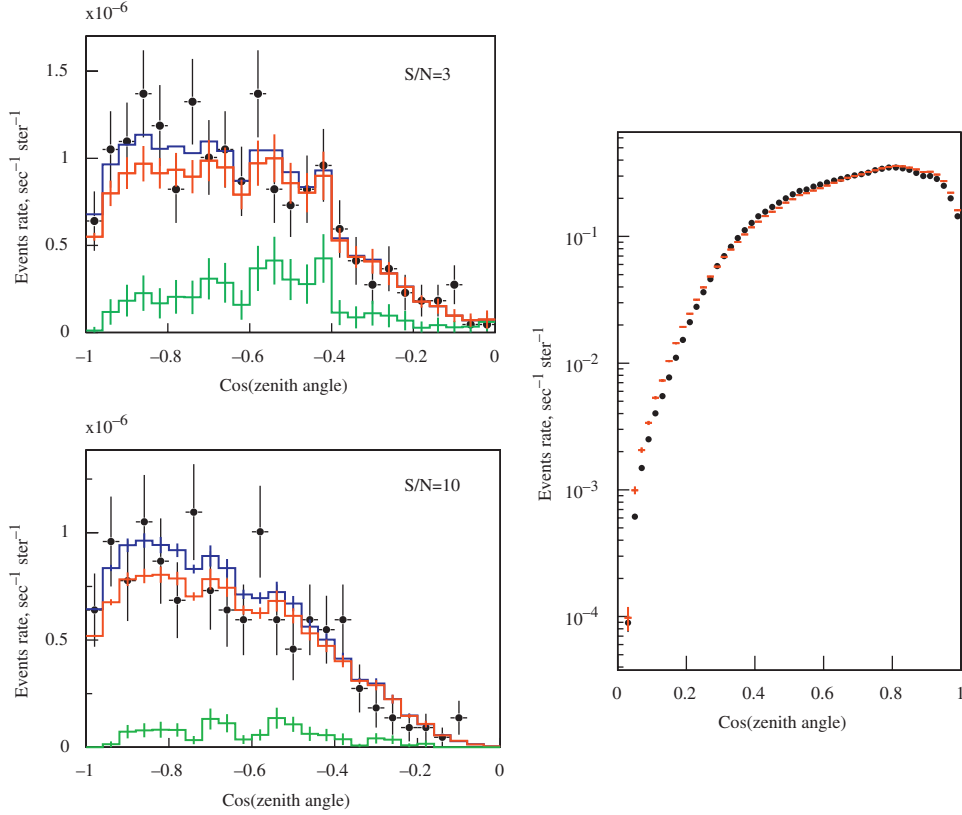 x10⁻⁶
Events rate, sec⁻¹ ster⁻¹
S/N=3
1.5
1
0.5
0
−1 −0.8 −0.6 −0.4 −0.2 0
Cos(zenith angle)
x10⁻⁶
Events rate, sec⁻¹ ster⁻¹
S/N=10
1
0.5
0
−1 −0.8 −0.6 −0.4 −0.2 0
Cos(zenith angle)
Events rate, sec⁻¹ ster⁻¹
10⁻¹
10⁻²
10⁻³
10⁻⁴
0 0.2 0.4 0.6 0.8 1
Cos(zenith angle)